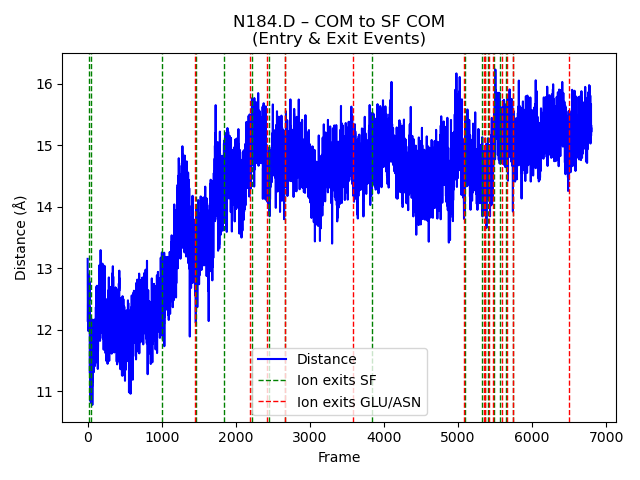 N184.D – COM to SF COM
(Entry & Exit Events)
16
15
14
13
12
11
Distance (Å)
0 1000 2000 3000 4000 5000 6000 7000
Frame
Distance
Ion exits SF
Ion exits GLU/ASN